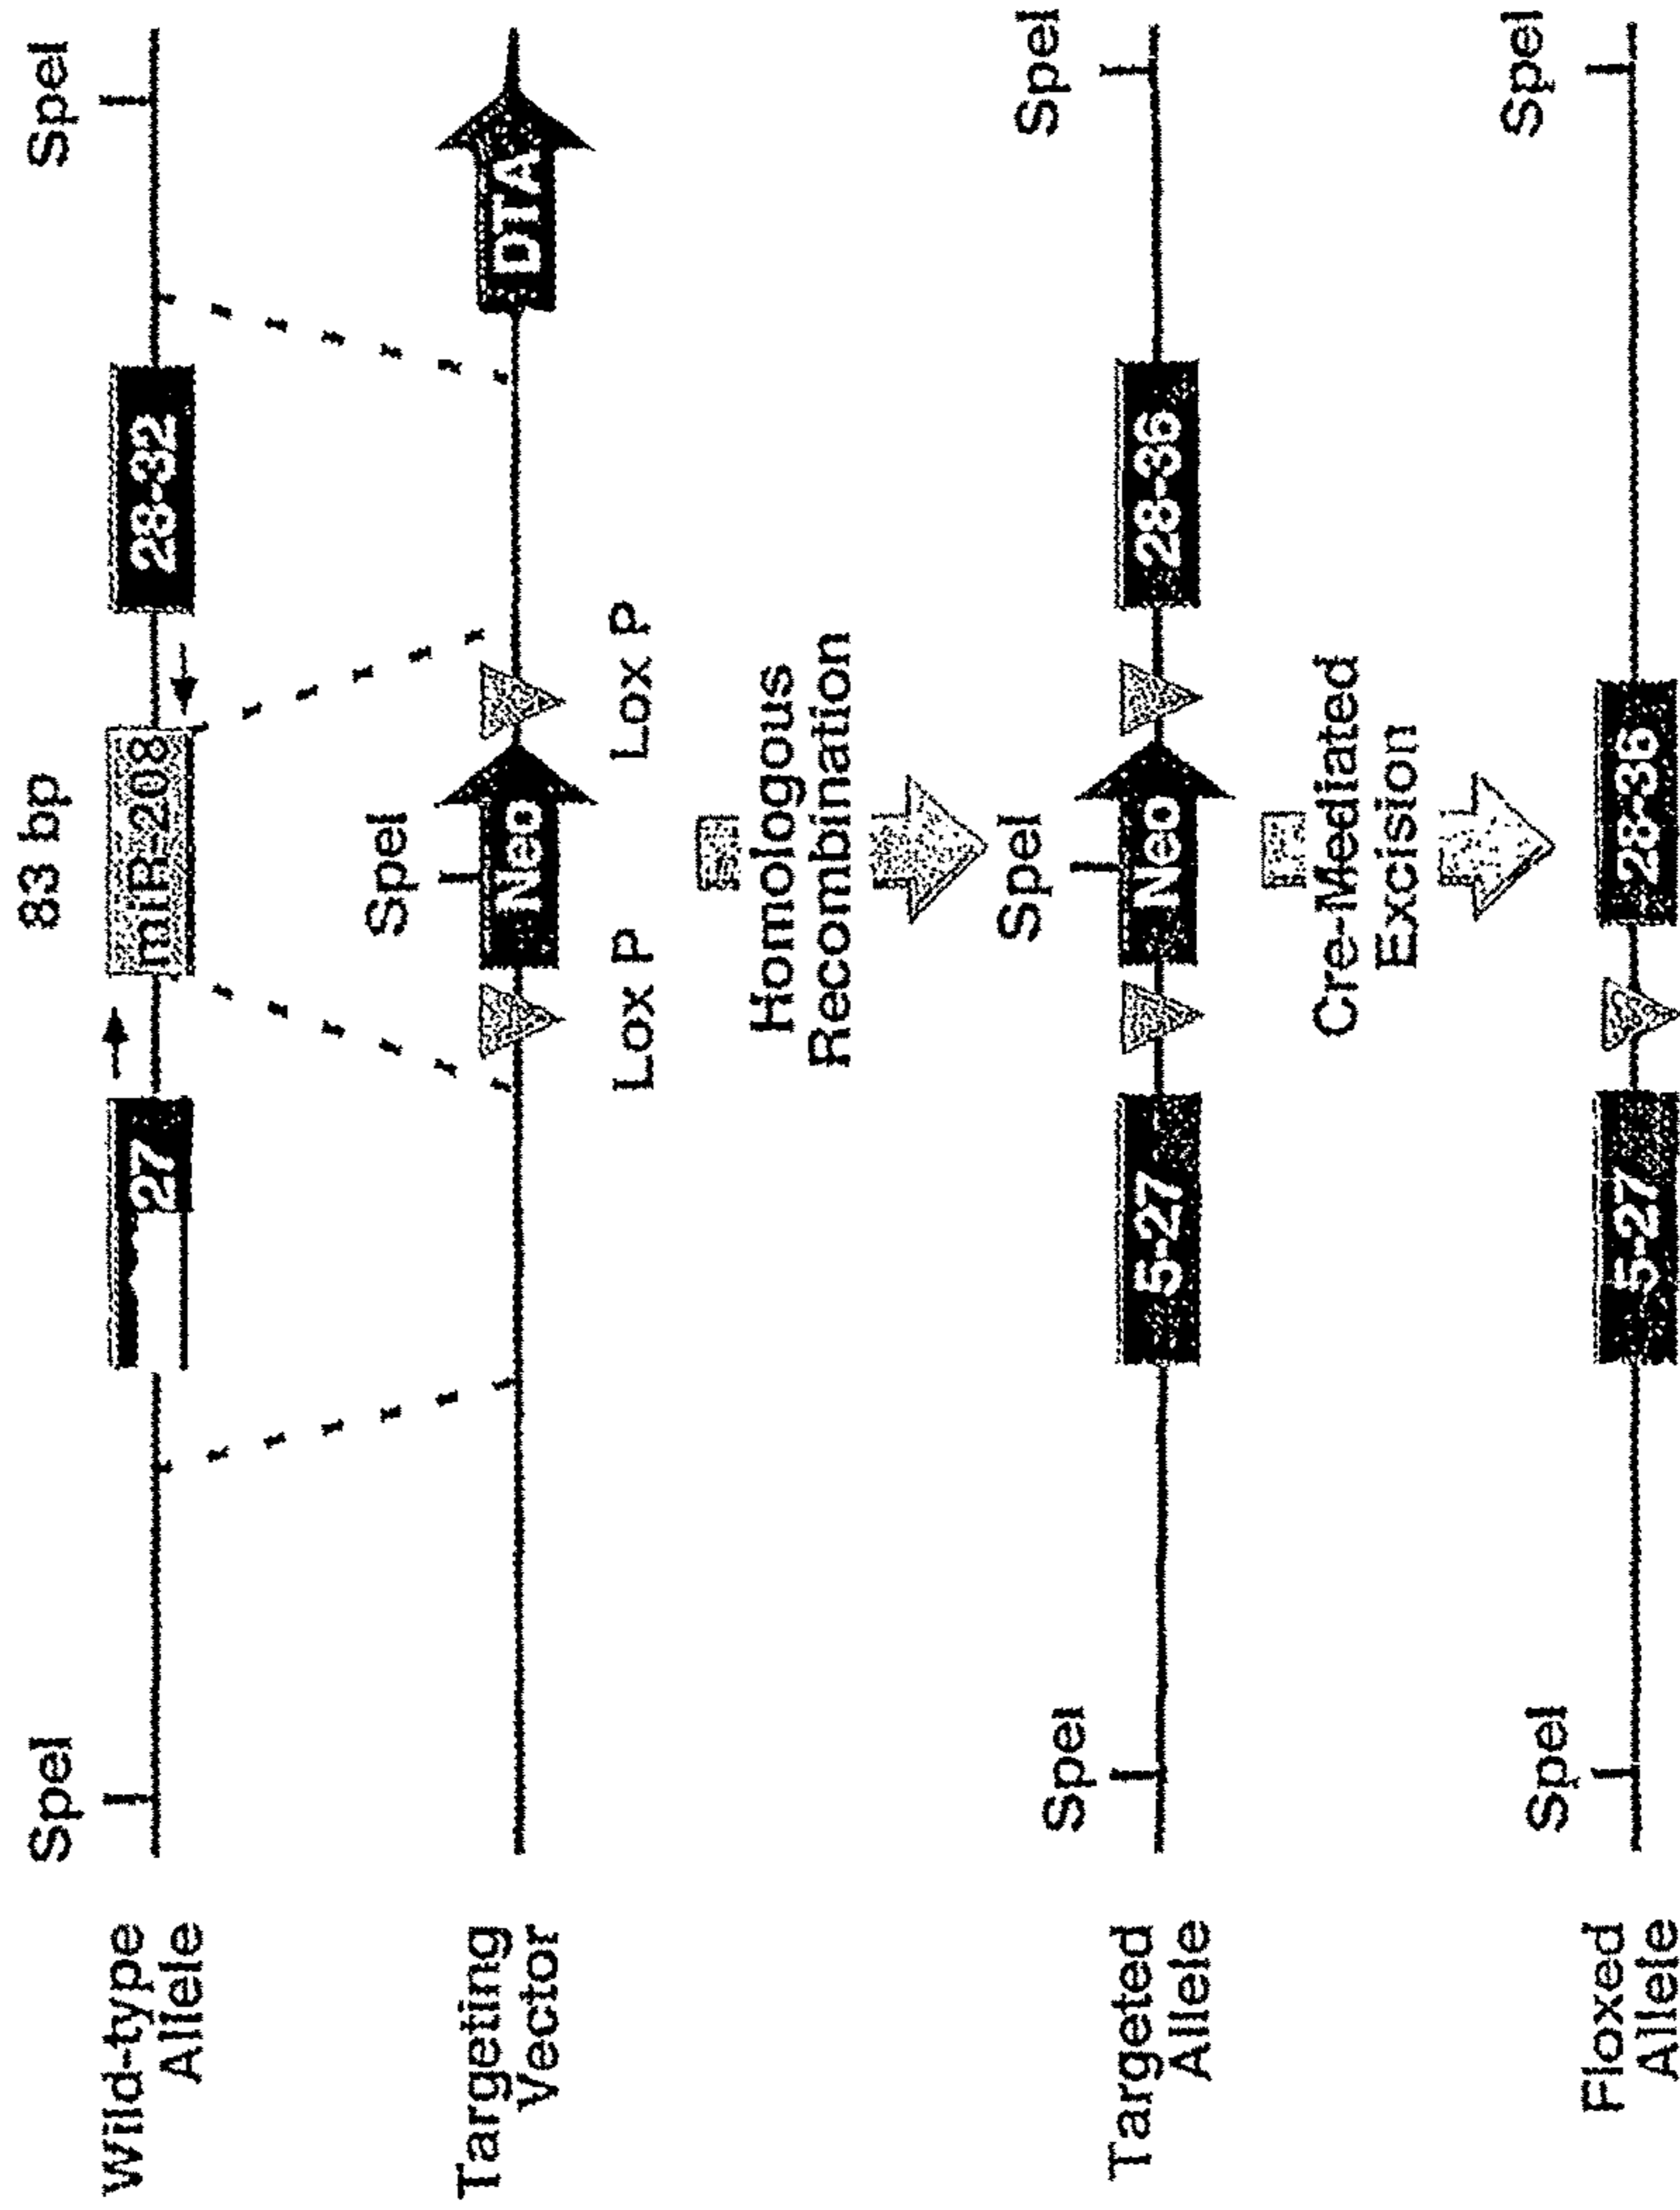 83 bp
SpeI
SpeI
Wild-type
Allele
27
miR-208
28-32
SpeI
Targeting
Vector
Neo
DTA
Lox P
Lox P
Homologous
Recombination
SpeI
SpeI
SpeI
Targeted
Allele
5-27
Neo
28-36
Cre-Mediated
Excision
SpeI
SpeI
Floxed
Allele
5-27
28-36